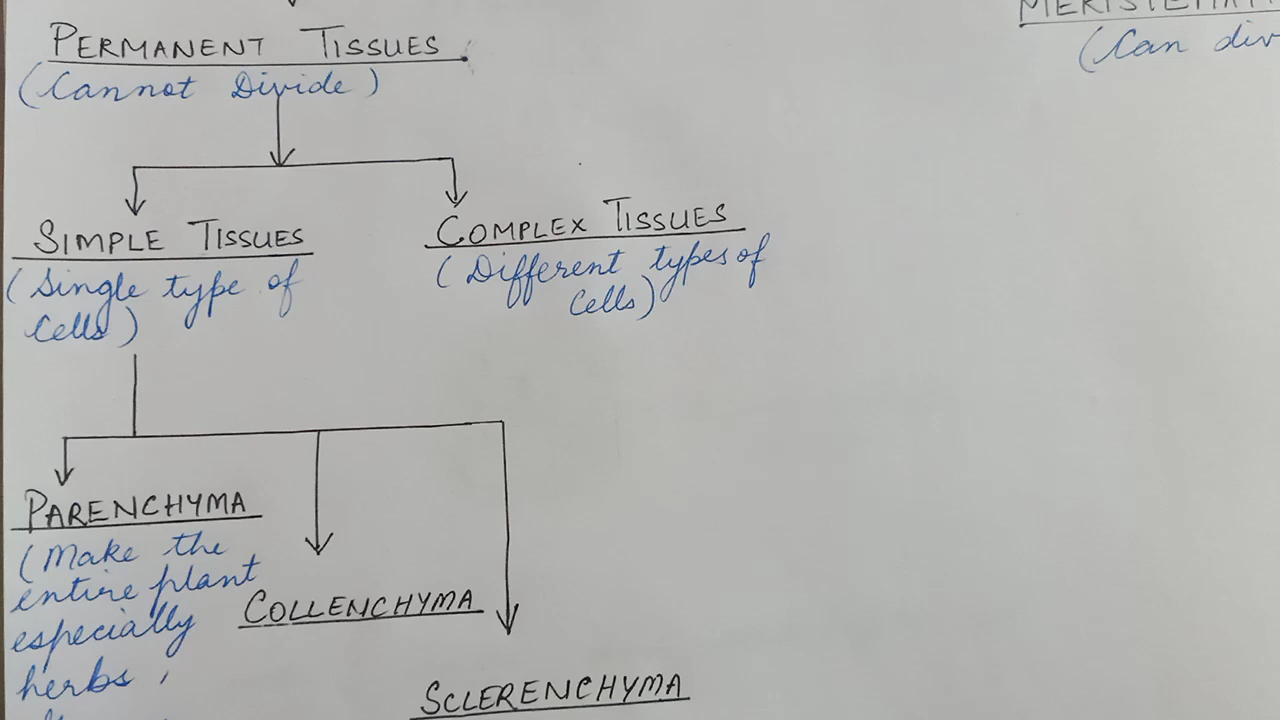 PERMANENT TISSUES
(Cannot Divide)
(Can
SIMPLE TISSUES
(Single type of
Cells)
COMPLEX TISSUES
(Different types of
Cells)
PARENCHYMA
(Make the
entire plant
especially
herbs,
COLLENCHYMA
SCLERENCHYMA